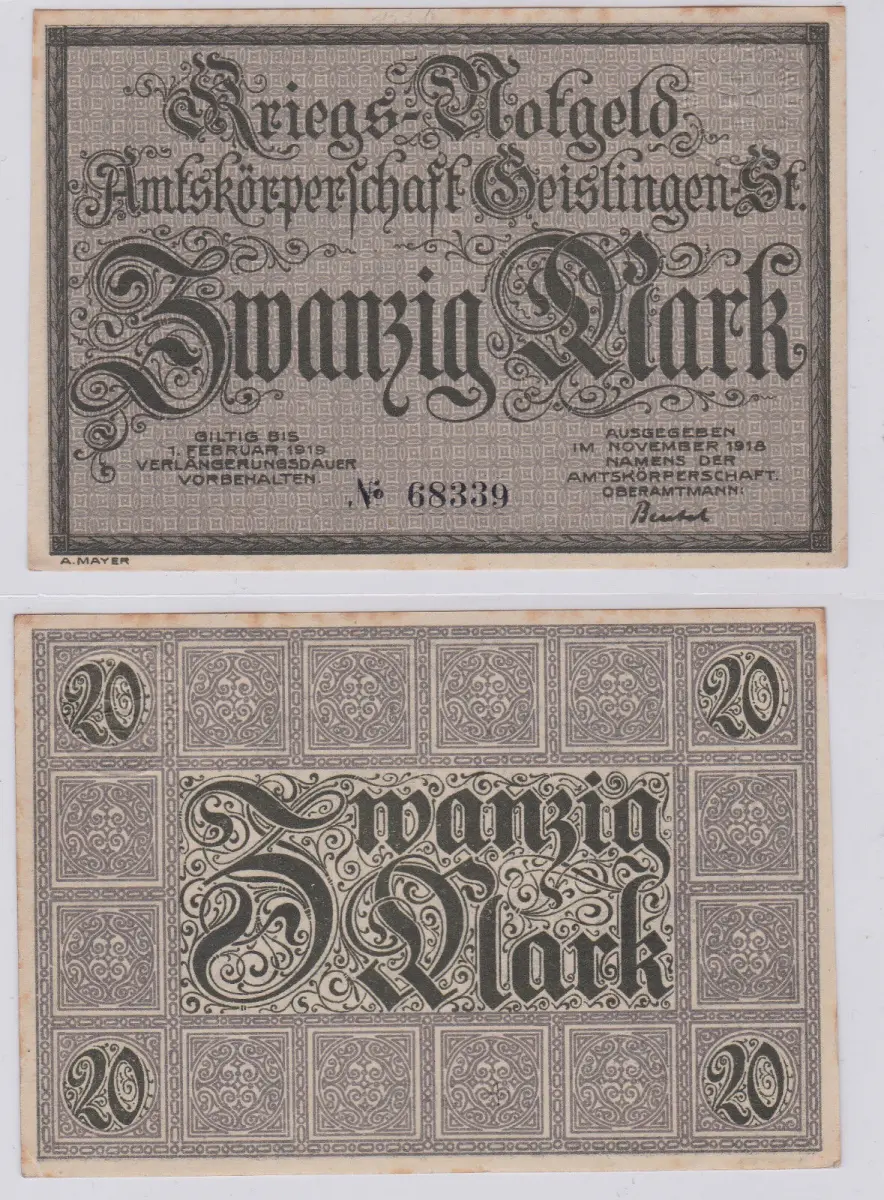 Kriegs-Notgeld
Amtskörperschaft Geislingen-St.
Zwanzig Mark
GILTIG BIS
1. FEBRUAR 1919
VERLÄNGERUNGSDAUER
VORBEHALTEN.
№ 68339
AUSGEGEBEN
IM NOVEMBER 1918
NAMENS DER
AMTSKÖRPERSCHAFT.
OBERAMTMANN:
A. MAYER
20
20
Zwanzig
Mark
20
20